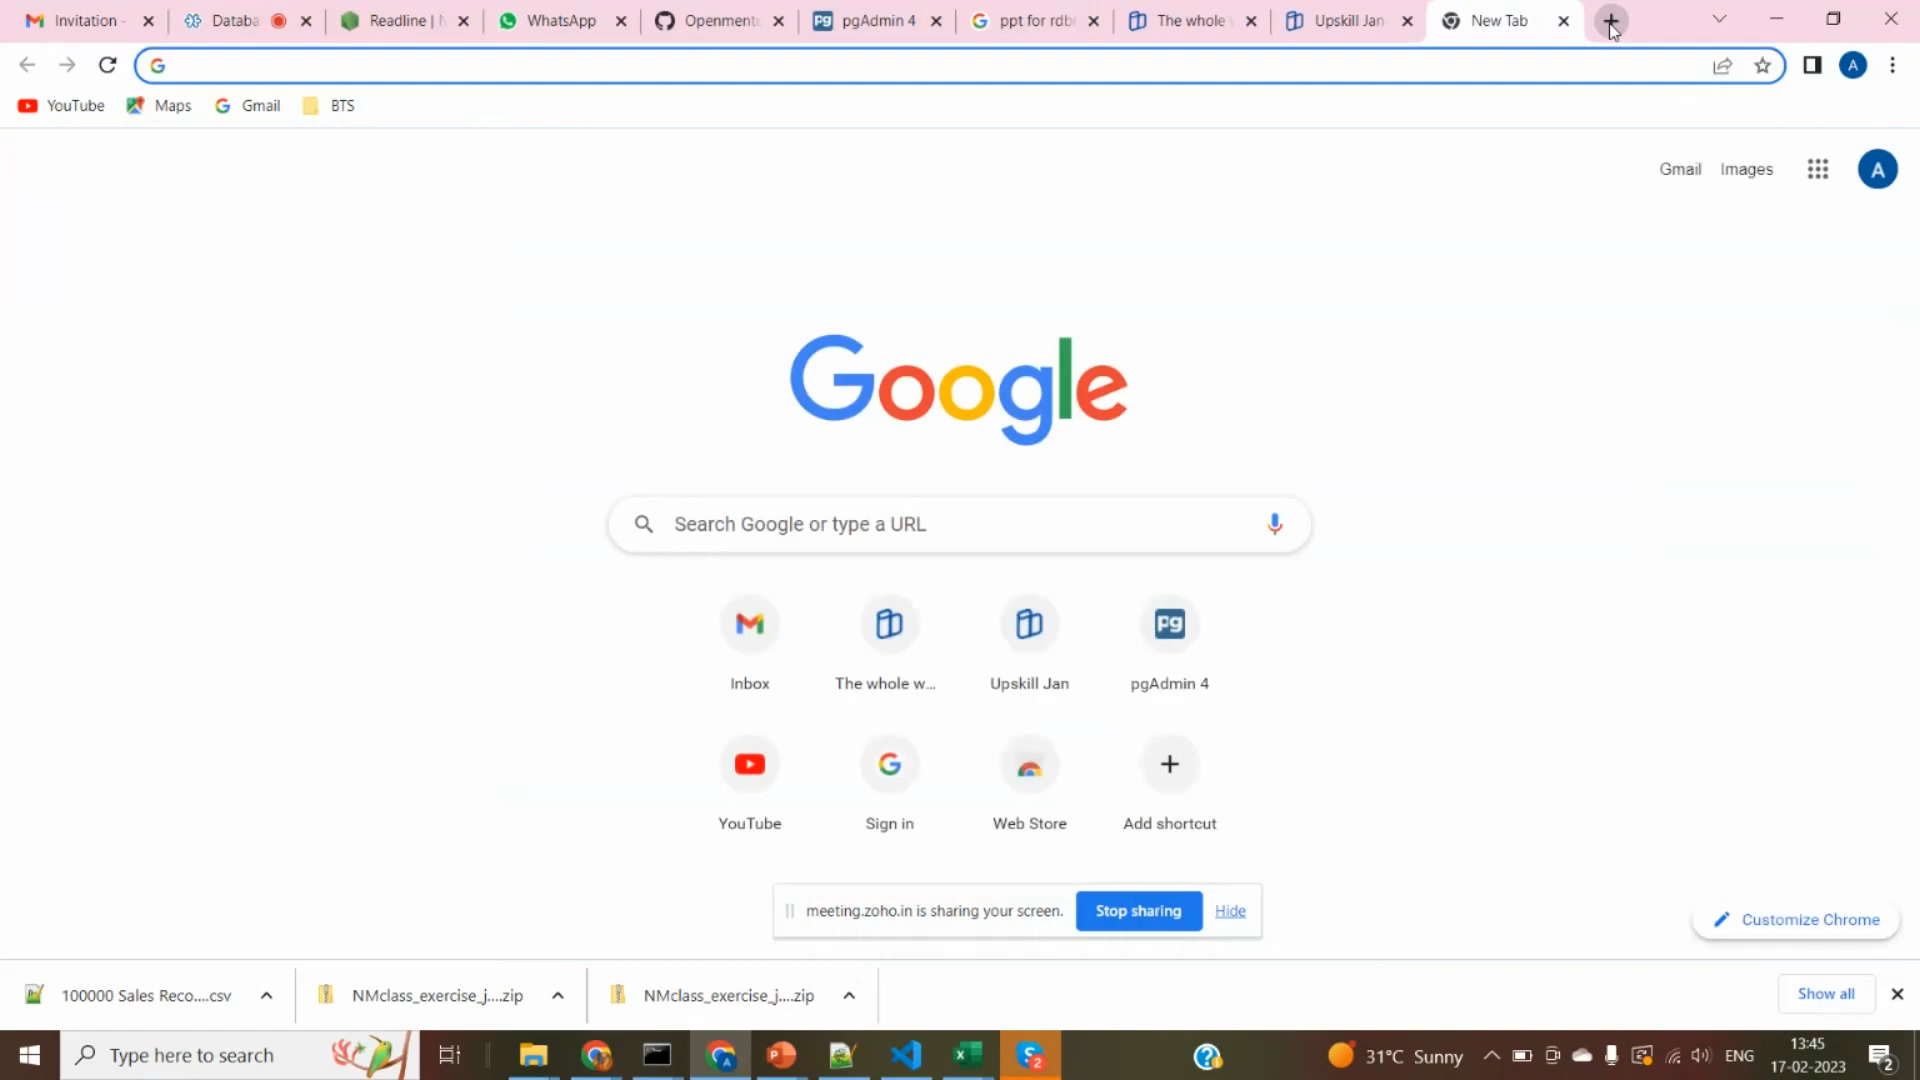 Invitation -
Databa
Readline | N
WhatsApp
Openmento
pgAdmin 4
ppt for rdb
The whole w
Upskill Jan
New Tab
A
YouTube
Maps
Gmail
BTS
Gmail
Images
A
Google
Search Google or type a URL
Inbox
The whole w...
Upskill Jan
pg
pgAdmin 4
YouTube
Sign in
Web Store
Add shortcut
meeting.zoho.in is sharing your screen.
Stop sharing
Hide
Customize Chrome
100000 Sales Reco....csv
NMclass_exercise_j....zip
NMclass_exercise_j....zip
Show all
Type here to search
31°C Sunny
ENG
13:45
17-02-2023
2